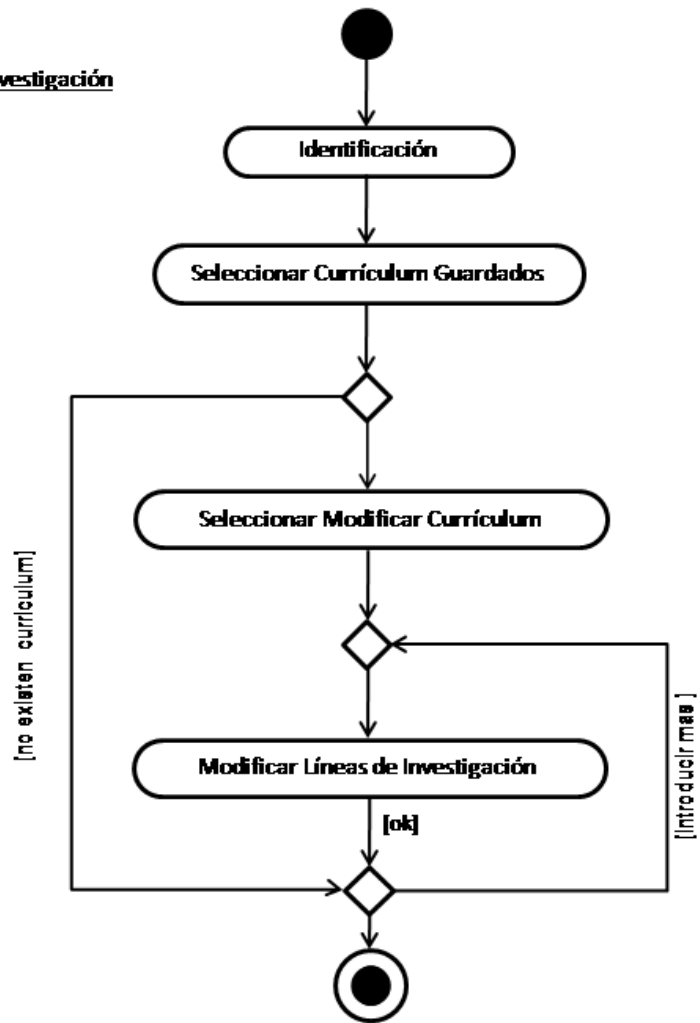 vestigación
Identificación
Seleccionar Currículum Guardados
Seleccionar Modificar Currículum
[no existen curriculum]
[Introducir mas ]
Modificar Líneas de Investigación
[ok]